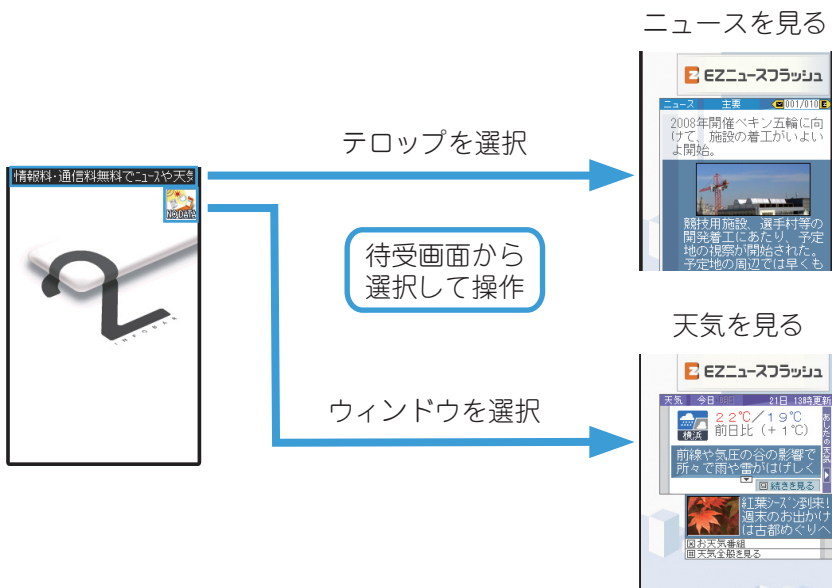 ニュースを見る
EZニュースフラッシュ
ニュース 主要 001/010
2008年開催ペキン五輪に向
けて、施設の着工がいよい
よ開始。
競技用施設、選手村等の
開発着工にあたり、予定
地の視察が開始された。
予定地の周辺では早くも
テロップを選択
情報料・通信料無料でニュースや天気
NO DATA
INFOBAR
待受画面から
選択して操作
天気を見る
EZニュースフラッシュ
天気 今日 明日 21日 13時更新
22℃/19℃
前日比(+1℃)
横浜
あしたの天気
前線や気圧の谷の影響で
所々で雨や雷がはげしく
続きを見る
紅葉シーズン到来!
週末のお出かけ
は古都めぐりへ
お天気番組
天気全般を見る
ウィンドウを選択